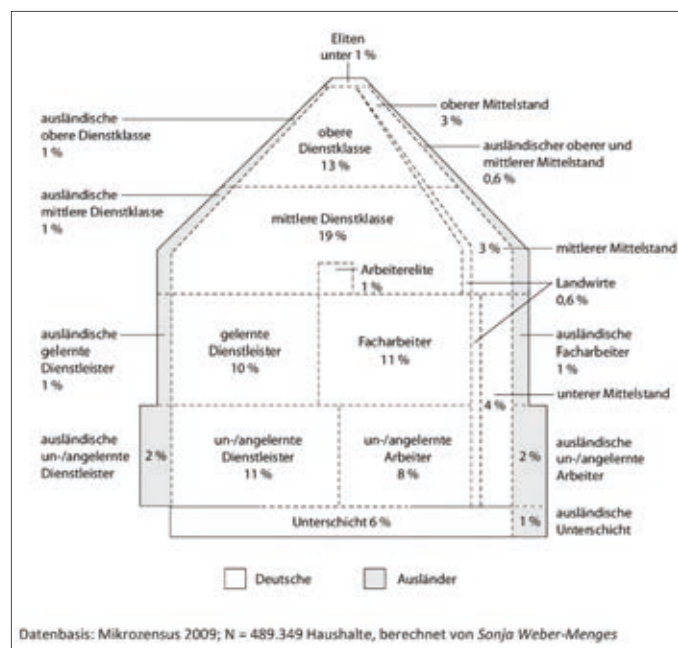 Eliten
unter 1 %
ausländische
obere Dienstklasse
1 %
oberer Mittelstand
3 %
obere
Dienstklasse
13 %
ausländischer oberer und
mittlerer Mittelstand
0,6 %
ausländische
mittlere Dienstklasse
1 %
mittlere Dienstklasse
19 %
3 %
mittlerer Mittelstand
Arbeiterelite
1 %
Landwirte
0,6 %
ausländische
gelernte
Dienstleister
1 %
gelernte
Dienstleister
10 %
Facharbeiter
11 %
ausländische
Facharbeiter
1 %
4 %
unterer Mittelstand
ausländische
un-/angelernte
Dienstleister
2 %
un-/angelernte
Dienstleister
11 %
un-/angelernte
Arbeiter
8 %
2 %
ausländische
un-/angelernte
Arbeiter
Unterschicht 6 %
1 %
ausländische
Unterschicht
Deutsche
Ausländer
Datenbasis: Mikrozensus 2009; N = 489.349 Haushalte, berechnet von Sonja Weber-Menges